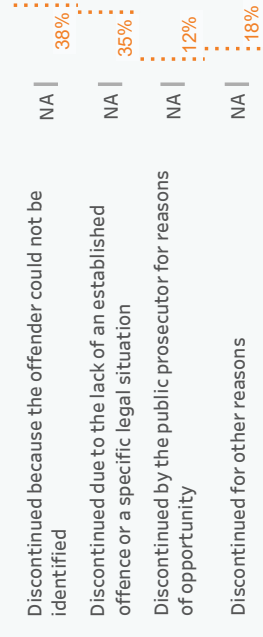 Discontinued because the offender could not be
identified
NA
38%
Discontinued due to the lack of an established
offence or a specific legal situation
NA
35%
Discontinued by the public prosecutor for reasons
of opportunity
NA
12%
Discontinued for other reasons
NA
18%